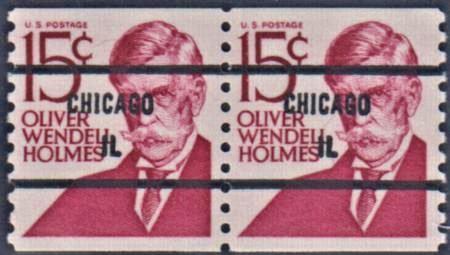 U.S. POSTAGE
15¢
CHICAGO
OLIVER
WENDELL
IL
HOLMES
U.S. POSTAGE
15¢
CHICAGO
OLIVER
WENDELL
IL
HOLMES